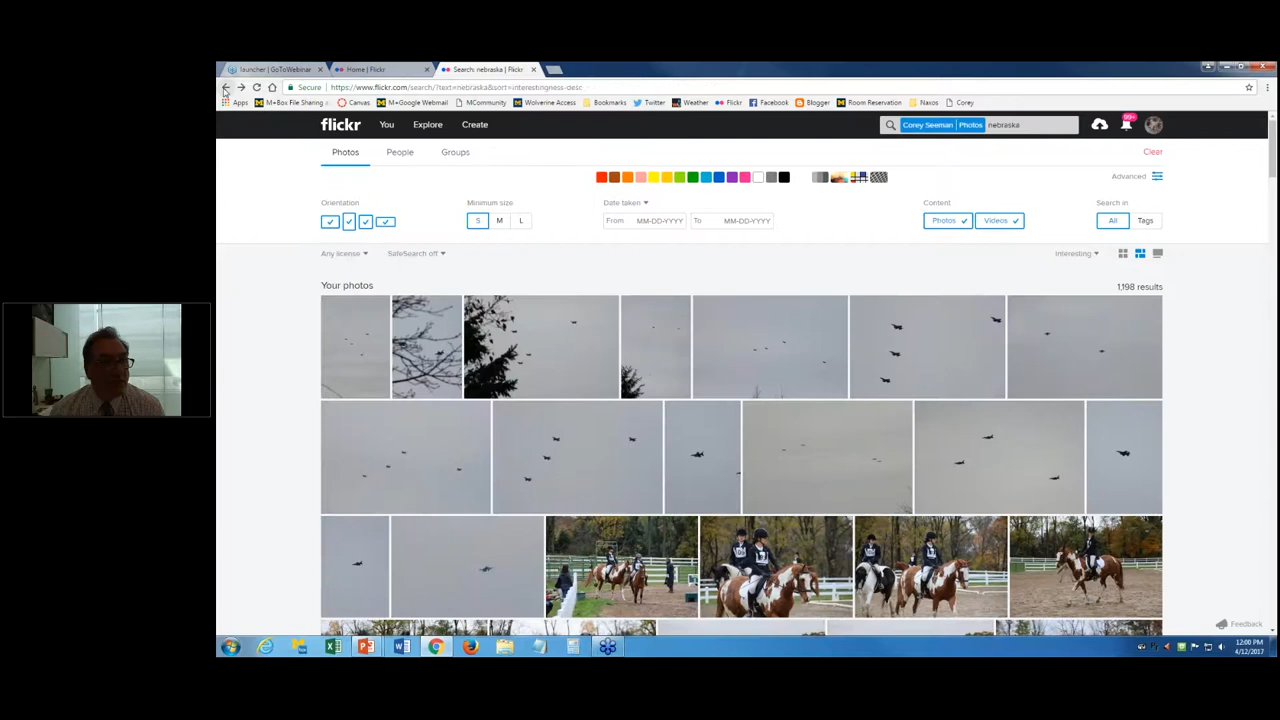 launcher | GoToWebinar
Home | Flickr
Search: nebraska | Flickr
Secure https://www.flickr.com/search/?text=nebraska&sort=interestingness-desc
Apps M+Box File Sharing Canvas M+Google Webmail MCommunity Wolverine Access Bookmarks Twitter Weather Flickr Facebook Blogger Room Reservation Naxos Corey
flickr You Explore Create Corey Seeman Photos nebraska 99+
Photos People Groups Clear
Advanced
Orientation Minimum size Date taken Content Search in
S M L From MM-DD-YYYY To MM-DD-YYYY Photos Videos All Tags
Any license SafeSearch off Interesting
Your photos 1,198 results
Feedback
12:00 PM
4/12/2017